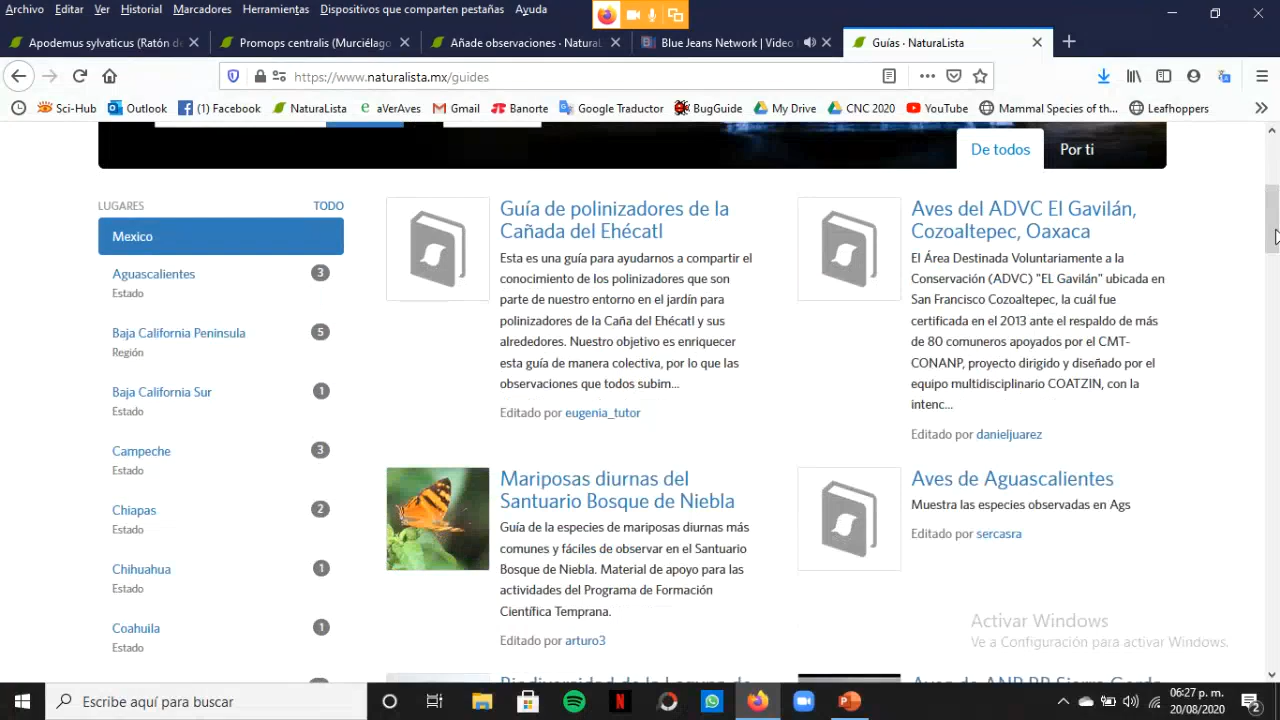 Archivo Editar Ver Historial Marcadores Herramientas Dispositivos que comparten pestañas Ayuda
Apodemus sylvaticus (Ratón de
Promops centralis (Murciélago
Añade observaciones · Natural
Blue Jeans Network | Video
Guías · NaturaLista
https://www.naturalista.mx/guides
Sci-Hub Outlook (1) Facebook NaturaLista aVerAves Gmail Banorte Google Traductor BugGuide My Drive CNC 2020 YouTube Mammal Species of th... Leafhoppers
De todos Por ti
LUGARES TODO
Mexico
Aguascalientes 3
Estado
Baja California Peninsula 5
Región
Baja California Sur 1
Estado
Campeche 3
Estado
Chiapas 2
Estado
Chihuahua 1
Estado
Coahuila 1
Estado
Guía de polinizadores de la
Cañada del Ehécatl
Esta es una guía para ayudarnos a compartir el
conocimiento de los polinizadores que son
parte de nuestro entorno en el jardín para
polinizadores de la Caña del Ehécatl y sus
alrededores. Nuestro objetivo es enriquecer
esta guía de manera colectiva, por lo que las
observaciones que todos subim...
Editado por eugenia_tutor
Aves del ADVC El Gavilán,
Cozoaltepec, Oaxaca
El Área Destinada Voluntariamente a la
Conservación (ADVC) "EL Gavilán" ubicada en
San Francisco Cozoaltepec, la cuál fue
certificada en el 2013 ante el respaldo de más
de 80 comuneros apoyados por el CMT-
CONANP, proyecto dirigido y diseñado por el
equipo multidisciplinario COATZIN, con la
intenc...
Editado por danieljuarez
Mariposas diurnas del
Santuario Bosque de Niebla
Guía de la especies de mariposas diurnas más
comunes y fáciles de observar en el Santuario
Bosque de Niebla. Material de apoyo para las
actividades del Programa de Formación
Científica Temprana.
Editado por arturo3
Aves de Aguascalientes
Muestra las especies observadas en Ags
Editado por sercasra
Biodiversidad de la Laguna de
Aves de ANP RB Sierra Gorda
Activar Windows
Ve a Configuración para activar Windows.
Escribe aquí para buscar
06:27 p. m.
20/08/2020
2